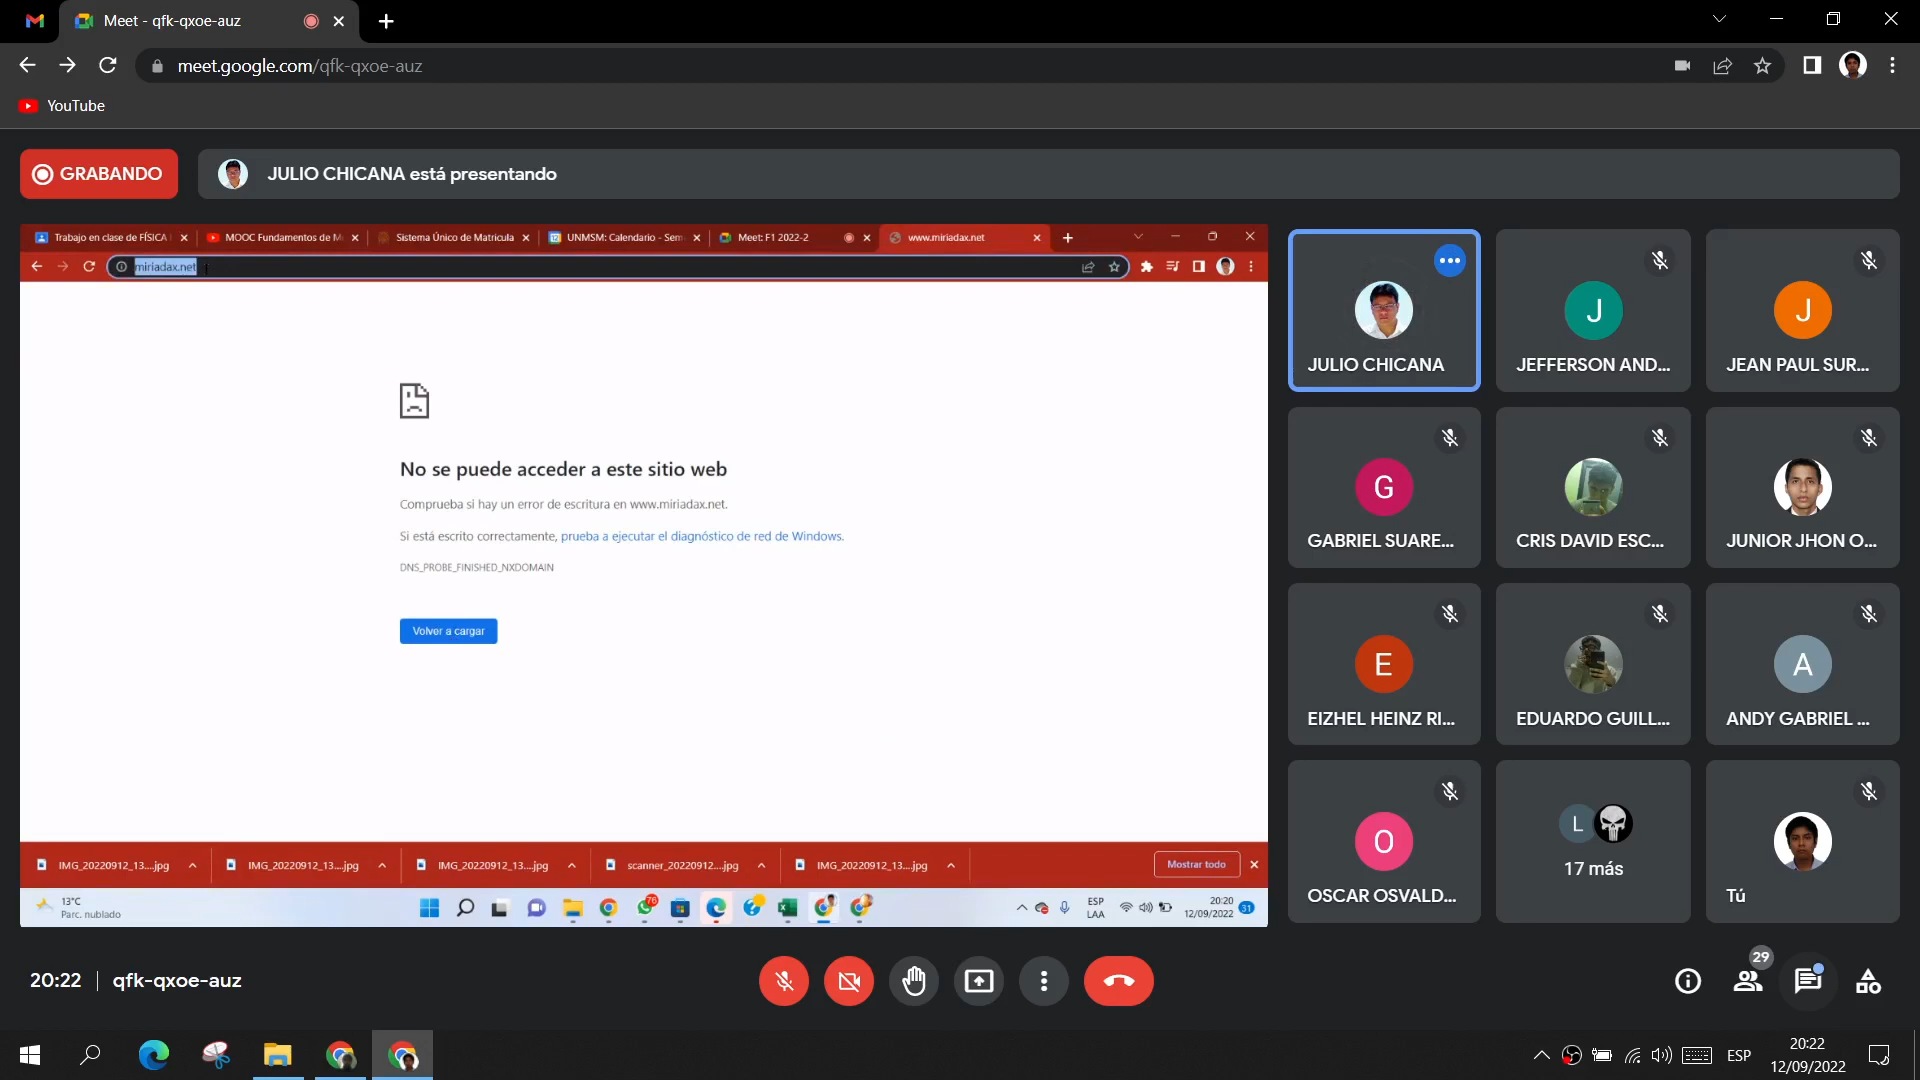 Meet - qfk-qxoe-auz
meet.google.com/qfk-qxoe-auz
YouTube
GRABANDO
JULIO CHICANA está presentando
Trabajo en clase de FÍSICA
MOOC Fundamentos de M
Sistema Único de Matricula
UNMSM: Calendario - Sem
Meet: F1 2022-2
www.miriadax.net
miriadax.net
No se puede acceder a este sitio web
Comprueba si hay un error de escritura en www.miriadax.net.
Si está escrito correctamente, prueba a ejecutar el diagnóstico de red de Windows.
DNS_PROBE_FINISHED_NXDOMAIN
Volver a cargar
IMG_20220912_13....jpg
IMG_20220912_13....jpg
IMG_20220912_13....jpg
scanner_20220912....jpg
IMG_20220912_13....jpg
Mostrar todo
13°C
Parc. nublado
76
ESP
LAA
20:20
12/09/2022
31
JULIO CHICANA
J
JEFFERSON AND...
J
JEAN PAUL SUR...
G
GABRIEL SUARE...
CRIS DAVID ESC...
JUNIOR JHON O...
E
EIZHEL HEINZ RI...
EDUARDO GUILL...
A
ANDY GABRIEL ...
O
OSCAR OSVALD...
L
17 más
Tú
20:22
qfk-qxoe-auz
29
ESP
20:22
12/09/2022